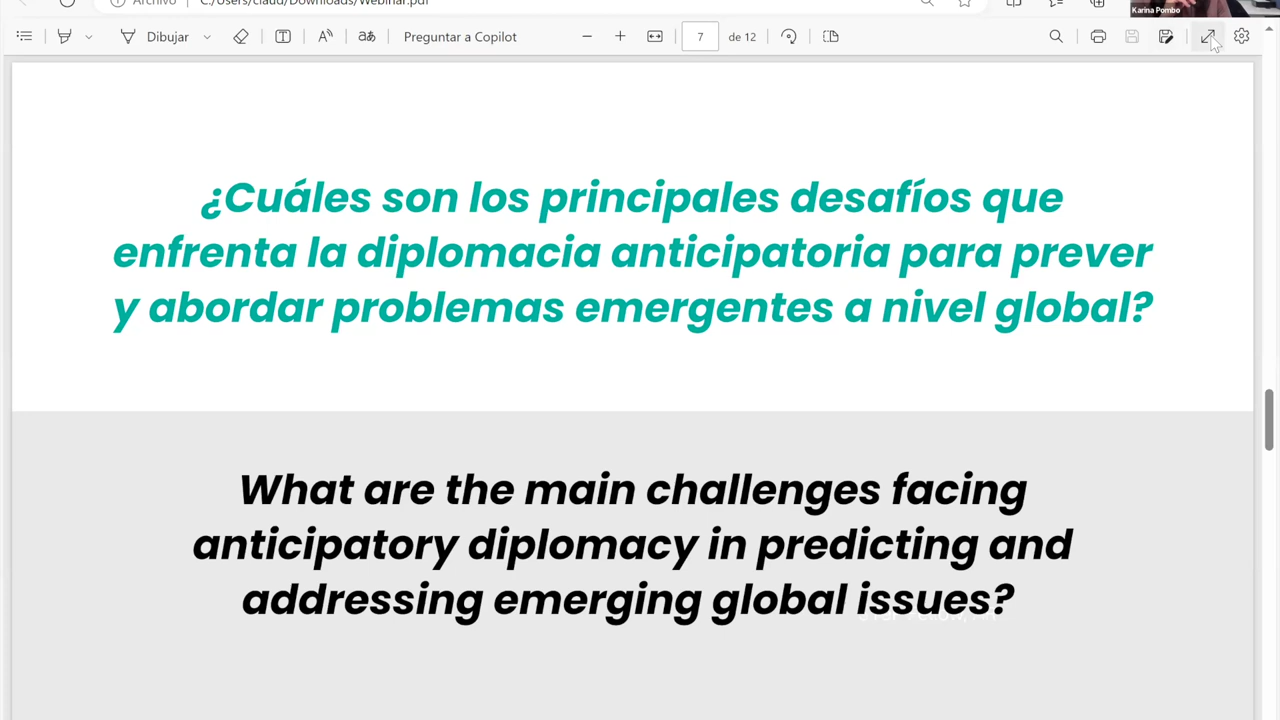 Archivo C:/Users/claud/Downloads/Webinar.pdf
Karina Pombo
Dibujar
Preguntar a Copilot
7 de 12
¿Cuáles son los principales desafíos que
enfrenta la diplomacia anticipatoria para prever
y abordar problemas emergentes a nivel global?
What are the main challenges facing
anticipatory diplomacy in predicting and
addressing emerging global issues?